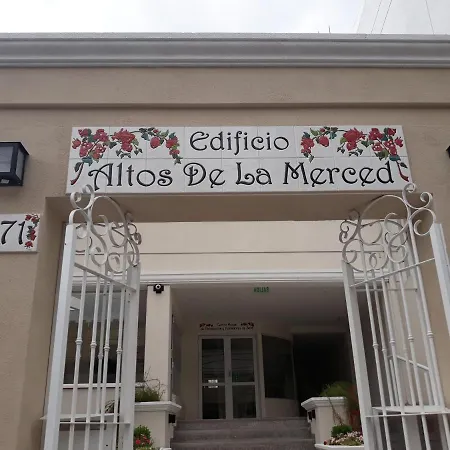 Edificio
Altos De La Merced
71